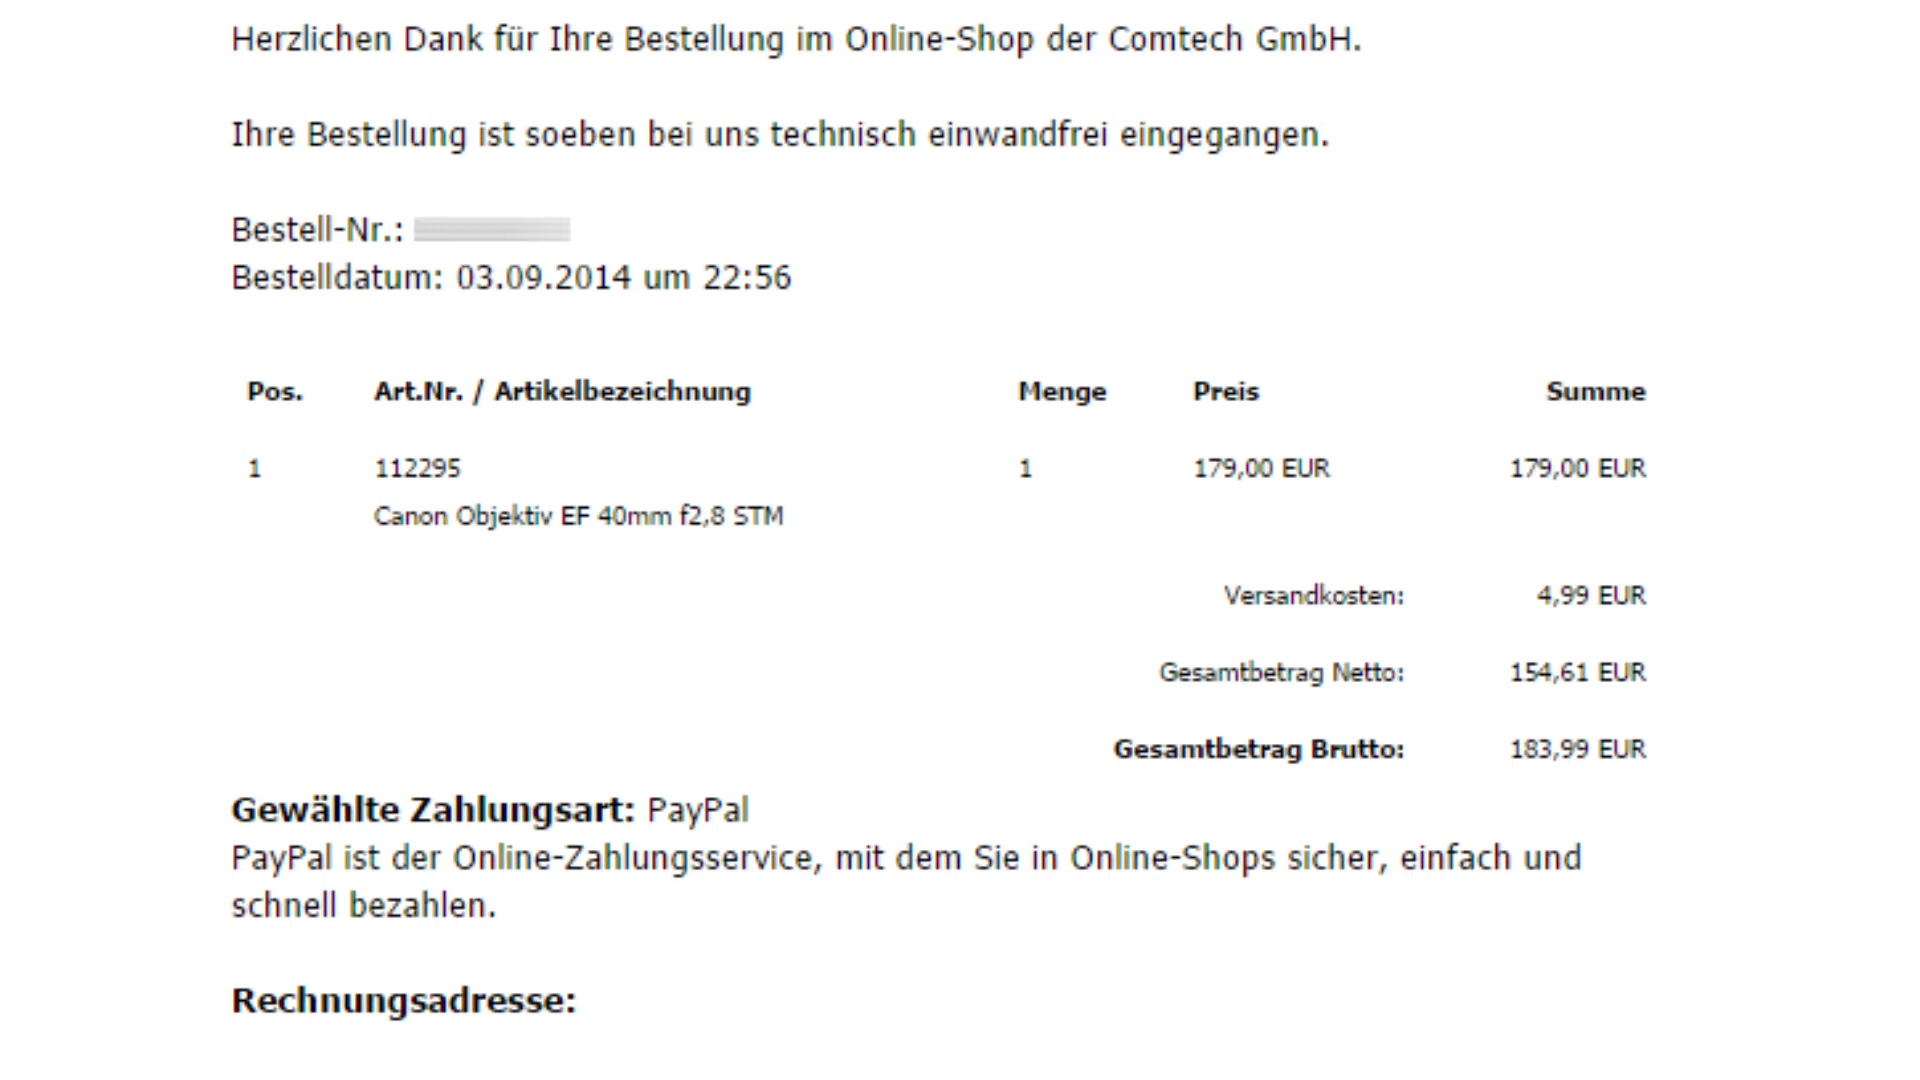 Herzlichen Dank für Ihre Bestellung im Online-Shop der Comtech GmbH.
Ihre Bestellung ist soeben bei uns technisch einwandfrei eingegangen.
Bestell-Nr.:
Bestelldatum: 03.09.2014 um 22:56
Pos. Art.Nr. / Artikelbezeichnung Menge Preis Summe
1 112295 1 179,00 EUR 179,00 EUR
Canon Objektiv EF 40mm f2,8 STM
Versandkosten: 4,99 EUR
Gesamtbetrag Netto: 154,61 EUR
Gesamtbetrag Brutto: 183,99 EUR
Gewählte Zahlungsart: PayPal
PayPal ist der Online-Zahlungsservice, mit dem Sie in Online-Shops sicher, einfach und
schnell bezahlen.
Rechnungsadresse: